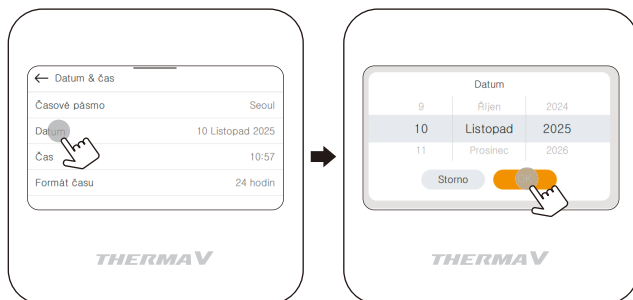 Datum & čas
Časové pásmo Seoul
Datum 10 Listopad 2025
Čas 10:57
Formát času 24 hodin
THERMA V
Datum
9 Říjen 2024
10 Listopad 2025
11 Prosinec 2026
Storno
THERMA V